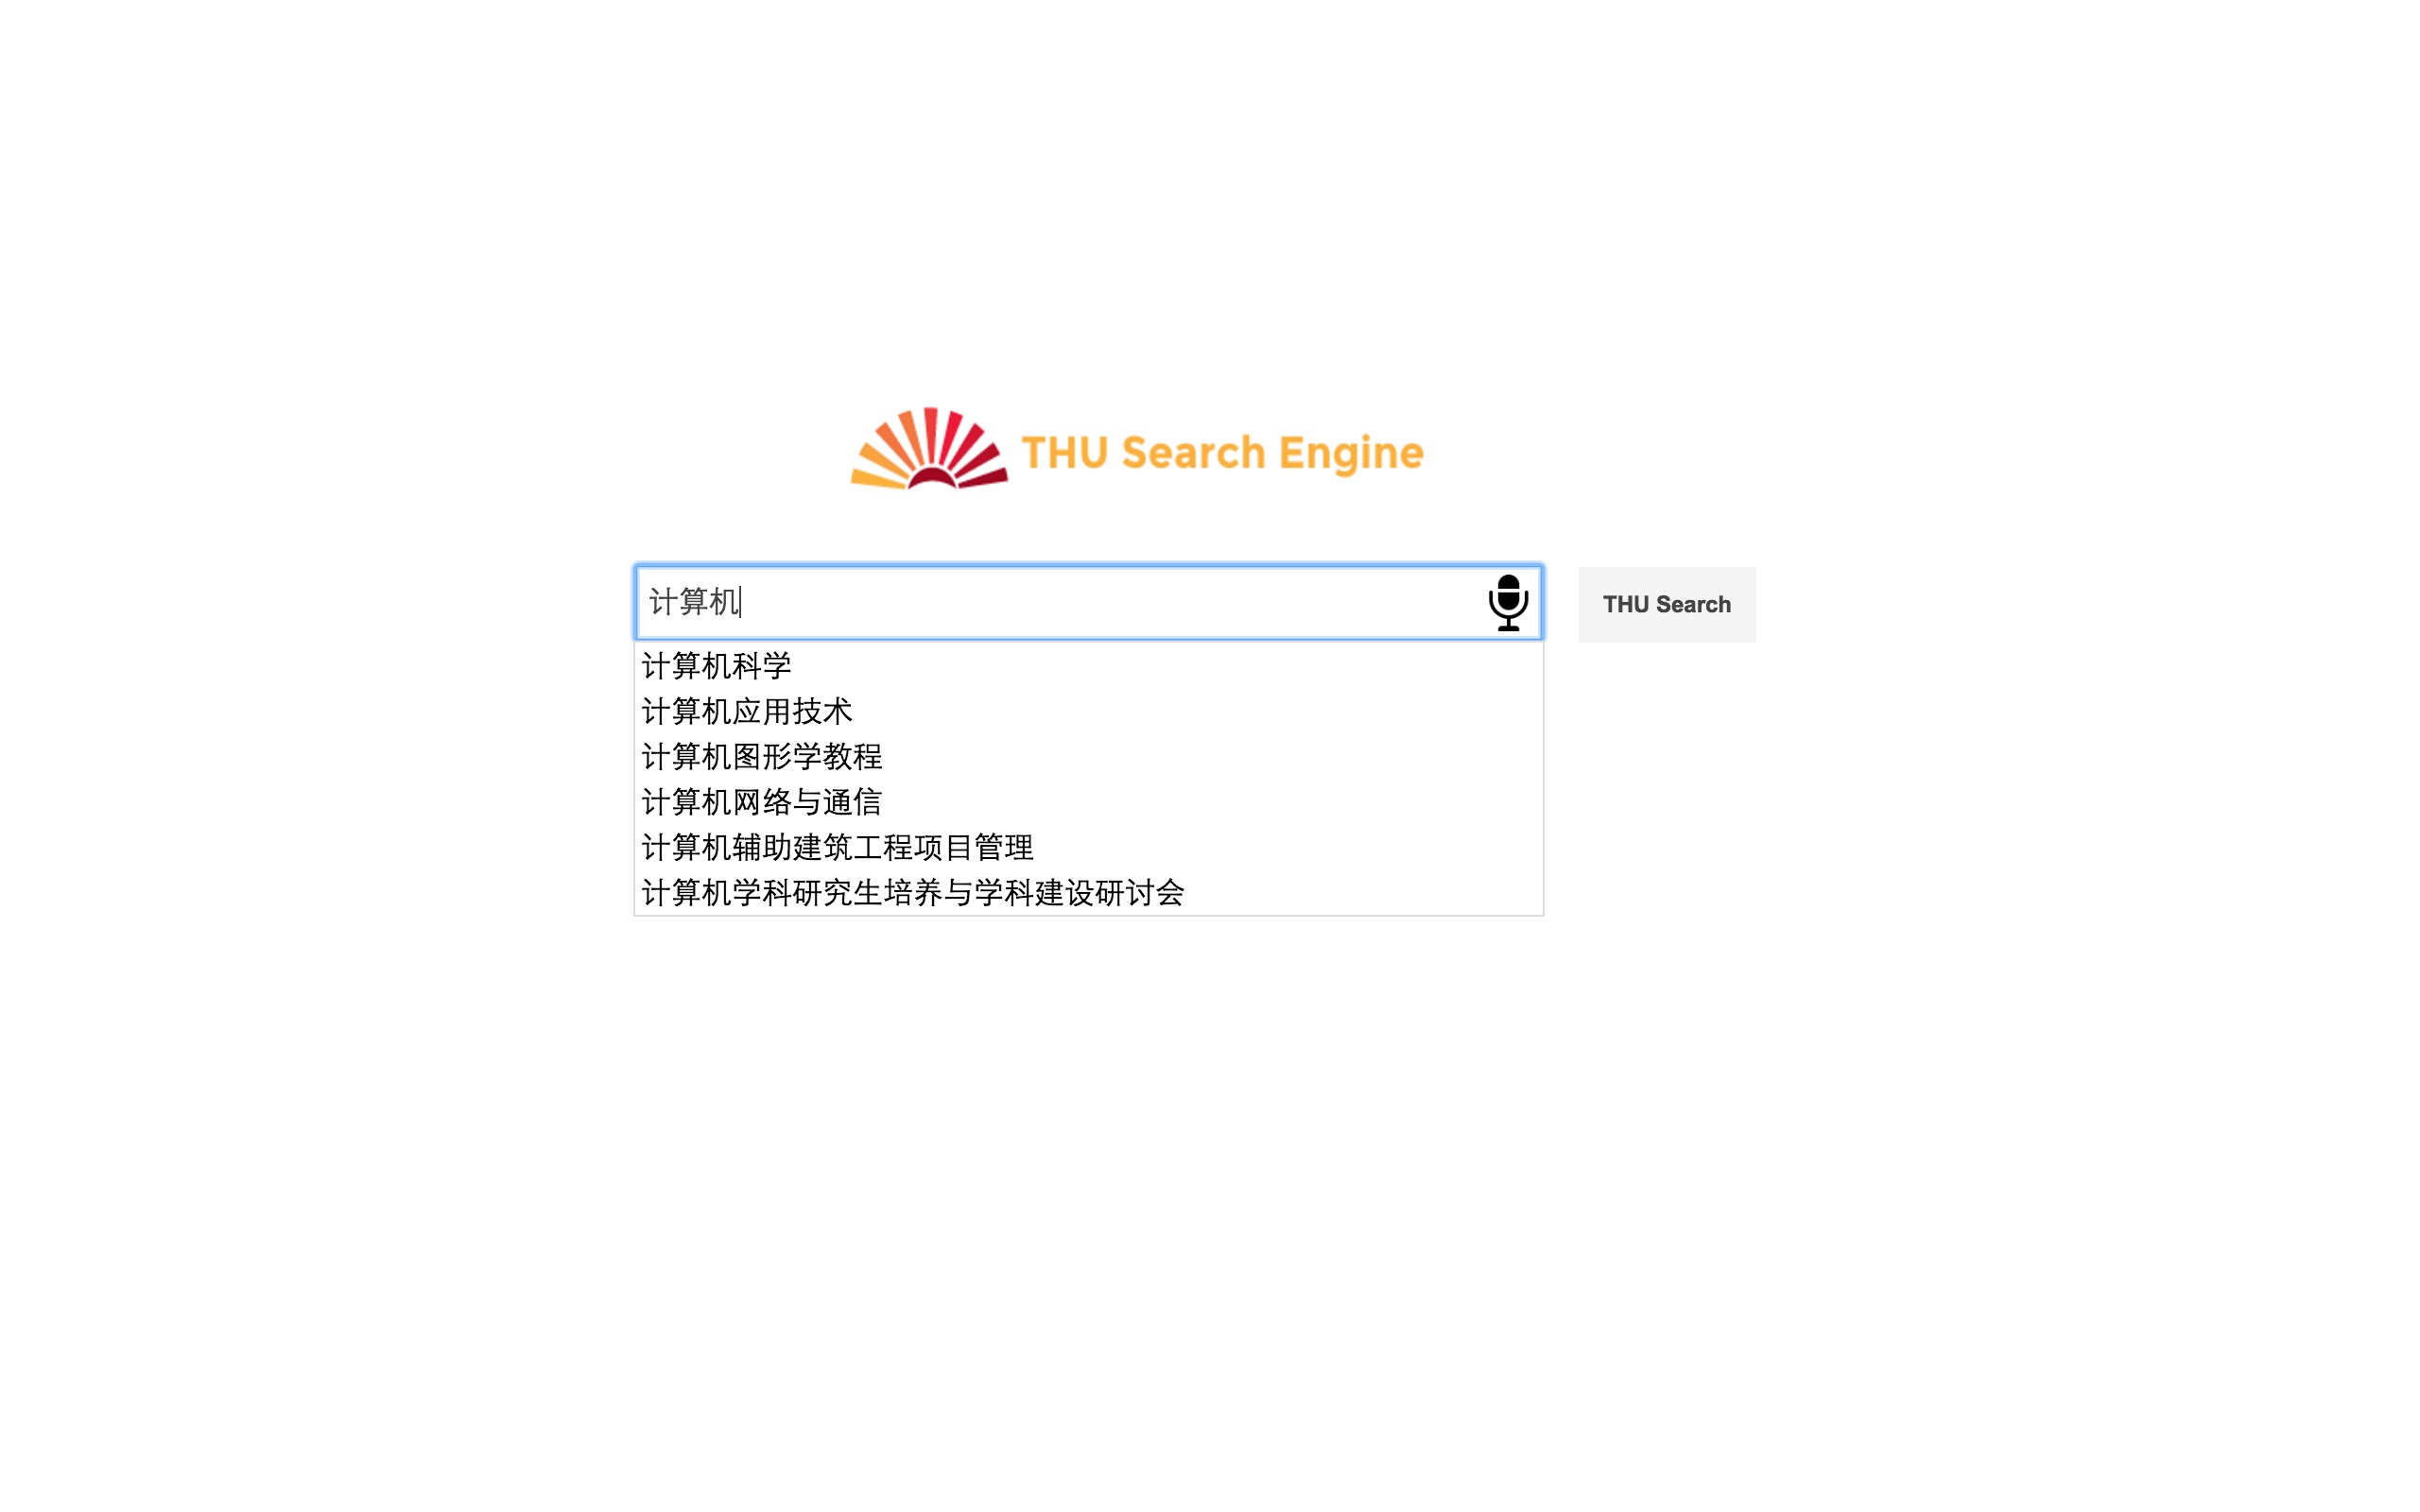 THU Search Engine
计算机
THU Search
计算机科学
计算机应用技术
计算机图形学教程
计算机网络与通信
计算机辅助建筑工程项目管理
计算机学科研究生培养与学科建设研讨会